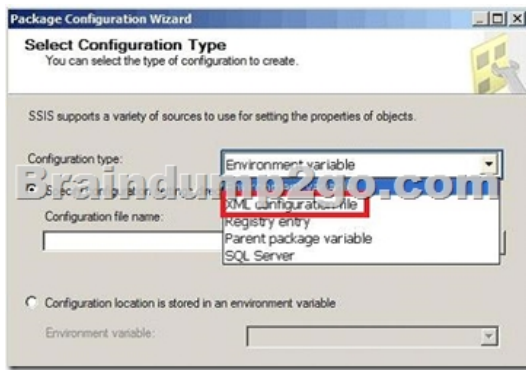 Package Configuration Wizard
Select Configuration Type
You can select the type of configuration to create.
SSIS supports a variety of sources to use for setting the properties of objects.
Configuration type:
Environment variable
Braindump2go.com
XML configuration file
Configuration file name:
Registry entry
Parent package variable
SQL Server
Configuration location is stored in an environment variable
Environment variable: